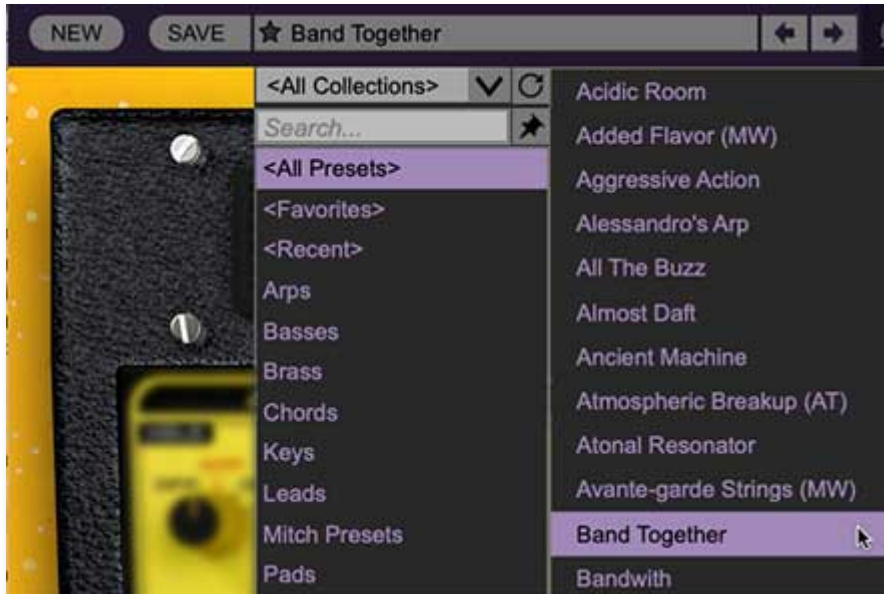 NEW SAVE Band Together
<All Collections>
Search...
<All Presets>
<Favorites>
<Recent>
Arps
Basses
Brass
Chords
Keys
Leads
Mitch Presets
Pads
Acidic Room
Added Flavor (MW)
Aggressive Action
Alessandro's Arp
All The Buzz
Almost Daft
Ancient Machine
Atmospheric Breakup (AT)
Atonal Resonator
Avante-garde Strings (MW)
Band Together
Bandwith